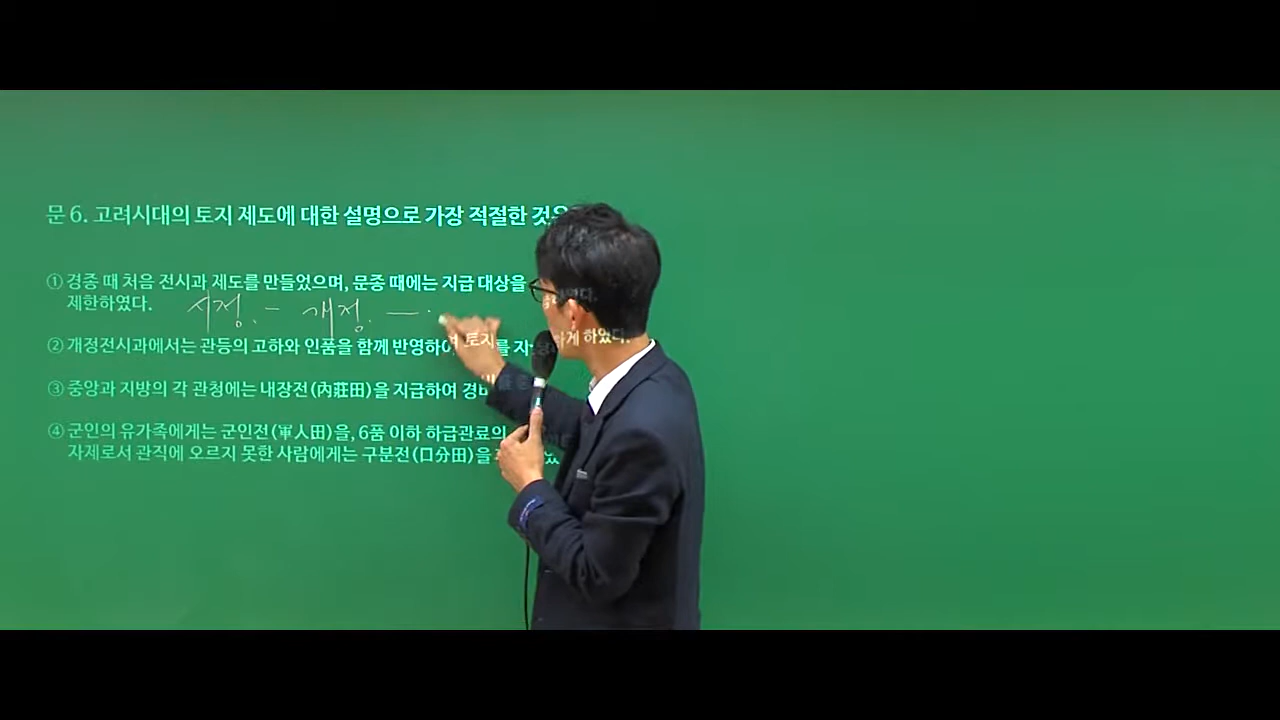 문 6. 고려시대의 토지 제도에 대한 설명으로 가장 적절한
① 경종 때 처음 전시과 제도를 만들었으며, 문종 때에는 지급 대상을
제한하였다.
시정. - 개정. —
② 개정전시과에서는 관등의 고하와 인품을 함께 반영하여 토지를 하게 하였다.
③ 중앙과 지방의 각 관청에는 내장전(內莊田)을 지급하여
④ 군인의 유가족에게는 군인전(軍人田)을, 6품 이하 하급관료의
자제로서 관직에 오르지 못한 사람에게는 구분전(口分田)을